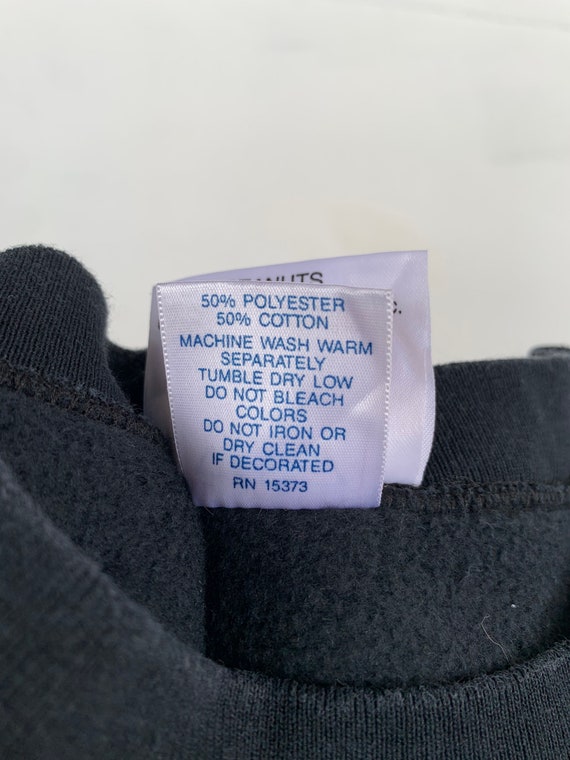 50% POLYESTER
50% COTTON
MACHINE WASH WARM
SEPARATELY
TUMBLE DRY LOW
DO NOT BLEACH
COLORS
DO NOT IRON OR
DRY CLEAN
IF DECORATED
RN 15373